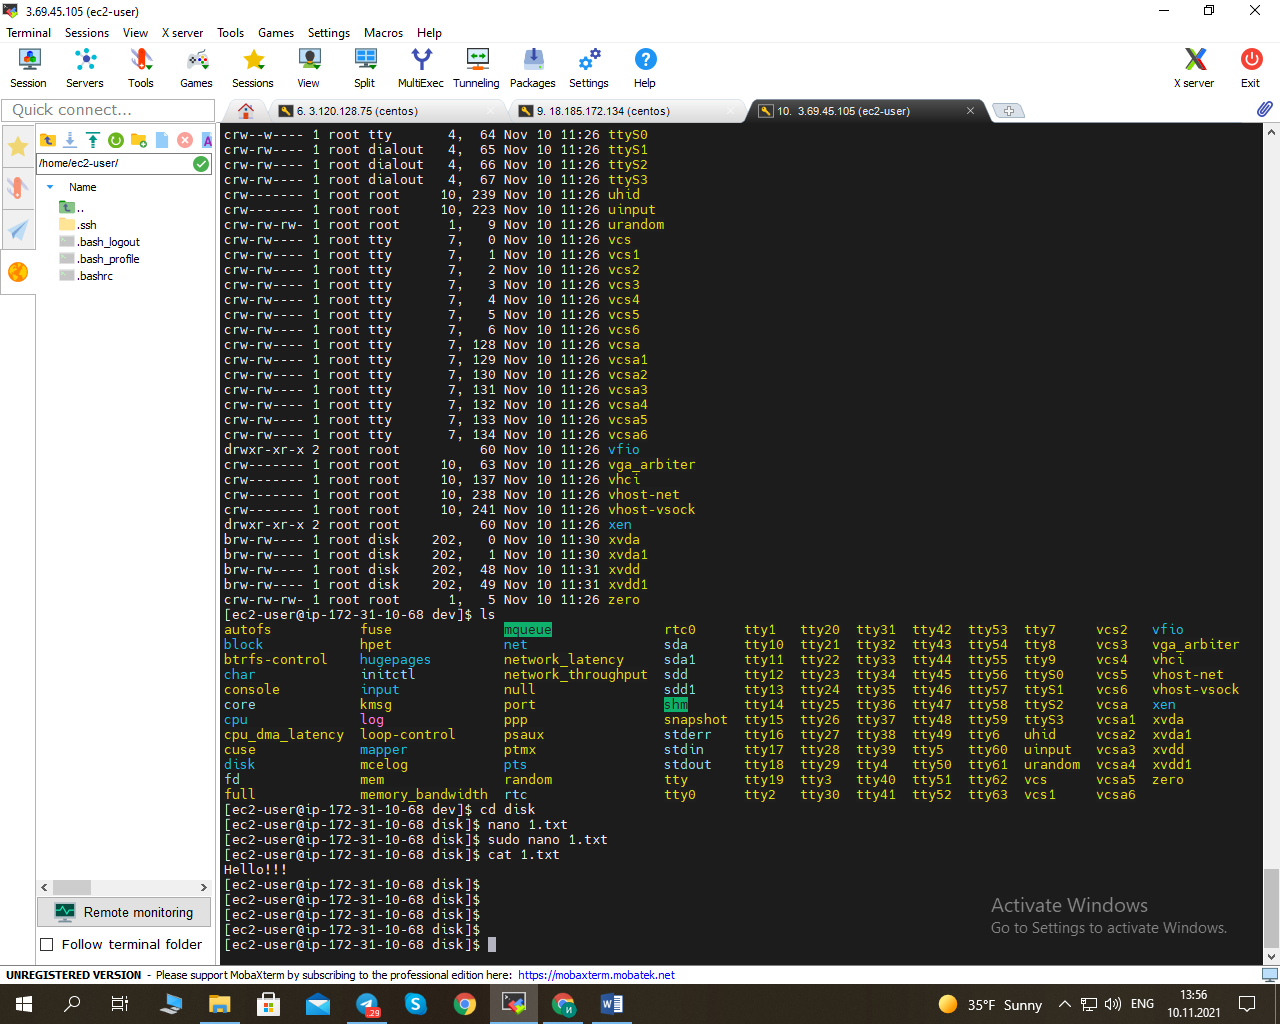 3.69.45.105 (ec2-user)
Terminal Sessions View X server Tools Games Settings Macros Help
Session Servers Tools Games Sessions View Split MultiExec Tunneling Packages Settings Help X server Exit
Quick connect...
6. 3.120.128.75 (centos) 9. 18.185.172.134 (centos) 10. 3.69.45.105 (ec2-user)
/home/ec2-user/
Name
..
.ssh
.bash_logout
.bash_profile
.bashrc
crw--w---- 1 root tty 4, 64 Nov 10 11:26 ttyS0
crw-rw---- 1 root dialout 4, 65 Nov 10 11:26 ttyS1
crw-rw---- 1 root dialout 4, 66 Nov 10 11:26 ttyS2
crw-rw---- 1 root dialout 4, 67 Nov 10 11:26 ttyS3
crw------- 1 root root 10, 239 Nov 10 11:26 uhid
crw------- 1 root root 10, 223 Nov 10 11:26 uinput
crw-rw-rw- 1 root root 1, 9 Nov 10 11:26 urandom
crw-rw---- 1 root tty 7, 0 Nov 10 11:26 vcs
crw-rw---- 1 root tty 7, 1 Nov 10 11:26 vcs1
crw-rw---- 1 root tty 7, 2 Nov 10 11:26 vcs2
crw-rw---- 1 root tty 7, 3 Nov 10 11:26 vcs3
crw-rw---- 1 root tty 7, 4 Nov 10 11:26 vcs4
crw-rw---- 1 root tty 7, 5 Nov 10 11:26 vcs5
crw-rw---- 1 root tty 7, 6 Nov 10 11:26 vcs6
crw-rw---- 1 root tty 7, 128 Nov 10 11:26 vcsa
crw-rw---- 1 root tty 7, 129 Nov 10 11:26 vcsa1
crw-rw---- 1 root tty 7, 130 Nov 10 11:26 vcsa2
crw-rw---- 1 root tty 7, 131 Nov 10 11:26 vcsa3
crw-rw---- 1 root tty 7, 132 Nov 10 11:26 vcsa4
crw-rw---- 1 root tty 7, 133 Nov 10 11:26 vcsa5
crw-rw---- 1 root tty 7, 134 Nov 10 11:26 vcsa6
drwxr-xr-x 2 root root 60 Nov 10 11:26 vfio
crw------- 1 root root 10, 63 Nov 10 11:26 vga_arbiter
crw------- 1 root root 10, 137 Nov 10 11:26 vhci
crw------- 1 root root 10, 238 Nov 10 11:26 vhost-net
crw------- 1 root root 10, 241 Nov 10 11:26 vhost-vsock
drwxr-xr-x 2 root root 60 Nov 10 11:26 xen
brw-rw---- 1 root disk 202, 0 Nov 10 11:30 xvda
brw-rw---- 1 root disk 202, 1 Nov 10 11:30 xvda1
brw-rw---- 1 root disk 202, 48 Nov 10 11:31 xvdd
brw-rw---- 1 root disk 202, 49 Nov 10 11:31 xvdd1
crw-rw-rw- 1 root root 1, 5 Nov 10 11:26 zero
[ec2-user@ip-172-31-10-68 dev]$ ls
autofs fuse mqueue rtc0 tty1 tty20 tty31 tty42 tty53 tty7 vcs2 vfio
block hpet net sda tty10 tty21 tty32 tty43 tty54 tty8 vcs3 vga_arbiter
btrfs-control hugepages network_latency sda1 tty11 tty22 tty33 tty44 tty55 tty9 vcs4 vhci
char initctl network_throughput sdd tty12 tty23 tty34 tty45 tty56 ttyS0 vcs5 vhost-net
console input null sdd1 tty13 tty24 tty35 tty46 tty57 ttyS1 vcs6 vhost-vsock
core kmsg port shm tty14 tty25 tty36 tty47 tty58 ttyS2 vcsa xen
cpu log ppp snapshot tty15 tty26 tty37 tty48 tty59 ttyS3 vcsa1 xvda
cpu_dma_latency loop-control psaux stderr tty16 tty27 tty38 tty49 tty6 uhid vcsa2 xvda1
cuse mapper ptmx stdin tty17 tty28 tty39 tty5 tty60 uinput vcsa3 xvdd
disk mcelog pts stdout tty18 tty29 tty4 tty50 tty61 urandom vcsa4 xvdd1
fd mem random tty tty19 tty3 tty40 tty51 tty62 vcs vcsa5 zero
full memory_bandwidth rtc tty0 tty2 tty30 tty41 tty52 tty63 vcs1 vcsa6
[ec2-user@ip-172-31-10-68 dev]$ cd disk
[ec2-user@ip-172-31-10-68 disk]$ nano 1.txt
[ec2-user@ip-172-31-10-68 disk]$ sudo nano 1.txt
[ec2-user@ip-172-31-10-68 disk]$ cat 1.txt
Hello!!!
[ec2-user@ip-172-31-10-68 disk]$
[ec2-user@ip-172-31-10-68 disk]$
[ec2-user@ip-172-31-10-68 disk]$
[ec2-user@ip-172-31-10-68 disk]$
[ec2-user@ip-172-31-10-68 disk]$
Activate Windows
Go to Settings to activate Windows.
Remote monitoring
Follow terminal folder
UNREGISTERED VERSION - Please support MobaXterm by subscribing to the professional edition here: https://mobaxterm.mobatek.net
.29
35°F Sunny
ENG
13:56
10.11.2021